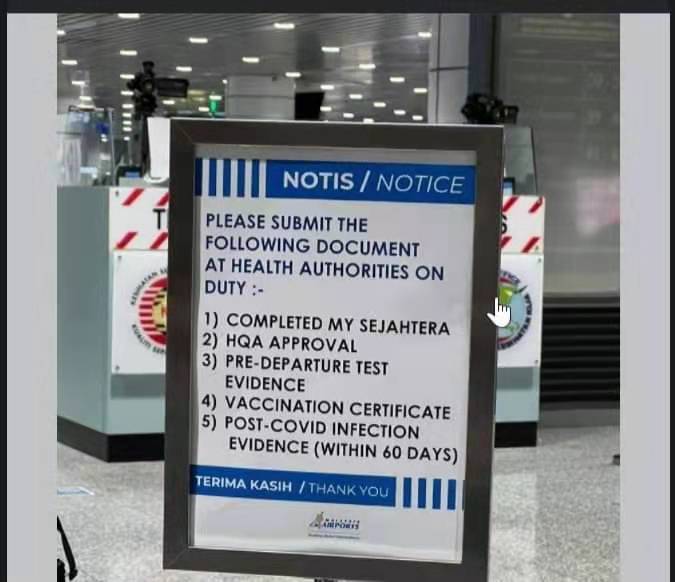 NOTIS / NOTICE
PLEASE SUBMIT THE
FOLLOWING DOCUMENT
AT HEALTH AUTHORITIES ON
DUTY :-
1) COMPLETED MY SEJAHTERA
2) HQA APPROVAL
3) PRE-DEPARTURE TEST
EVIDENCE
4) VACCINATION CERTIFICATE
5) POST-COVID INFECTION
EVIDENCE (WITHIN 60 DAYS)
TERIMA KASIH / THANK YOU
MALAYSIA
AIRPORTS